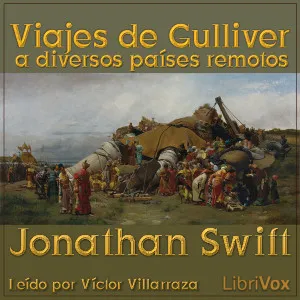 Viajes de Gulliver
a diversos países remotos
Jonathan Swift
Leído por Víctor Villarraza
LibriVox